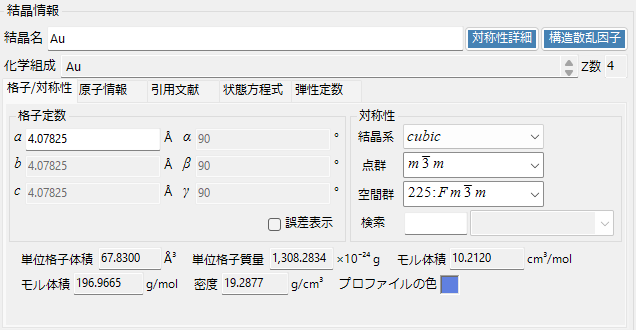 結晶情報
結晶名 Au 対称性詳細 構造散乱因子
化学組成 Au Z数 4
格子/対称性 原子情報 引用文献 状態方程式 弾性定数
格子定数
a 4.07825 Å α 90 °
b 4.07825 Å β 90 °
c 4.07825 Å γ 90 °
誤差表示
対称性
結晶系 cubic
点群 m 3̅ m
空間群 225: F m 3̅ m
検索
単位格子体積 67.8300 Å³ 単位格子質量 1,308.2834 ×10⁻²⁴ g モル体積 10.2120 cm³/mol
モル体積 196.9665 g/mol 密度 19.2877 g/cm³ プロファイルの色